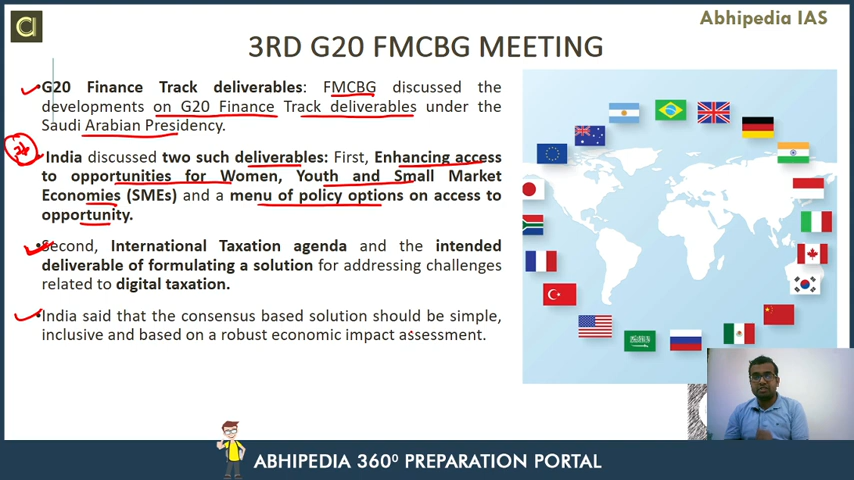 Abhipedia IAS
3RD G20 FMCBG MEETING
G20 Finance Track deliverables: FMCBG discussed the
developments on G20 Finance Track deliverables under the
Saudi Arabian Presidency.
India discussed two such deliverables: First, Enhancing access
to opportunities for Women, Youth and Small Market
Economies (SMEs) and a menu of policy options on access to
opportunity.
•Second, International Taxation agenda and the intended
deliverable of formulating a solution for addressing challenges
related to digital taxation.
India said that the consensus based solution should be simple,
inclusive and based on a robust economic impact assessment.
ABHIPEDIA 360⁰ PREPARATION PORTAL